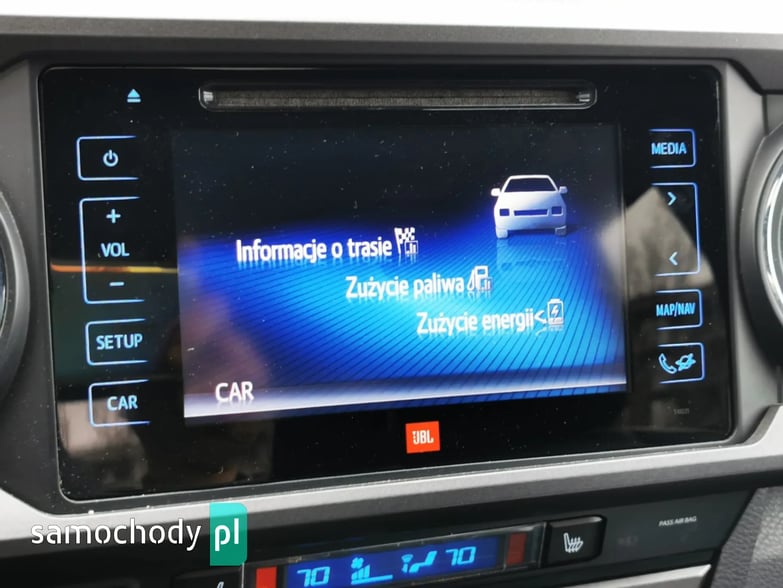 MEDIA
VOL
Informacje o trasie
Zużycie paliwa
MAP/NAV
Zużycie energii
SETUP
CAR
CAR
JBL
PASS AIR BAG
samochody pl
70
70